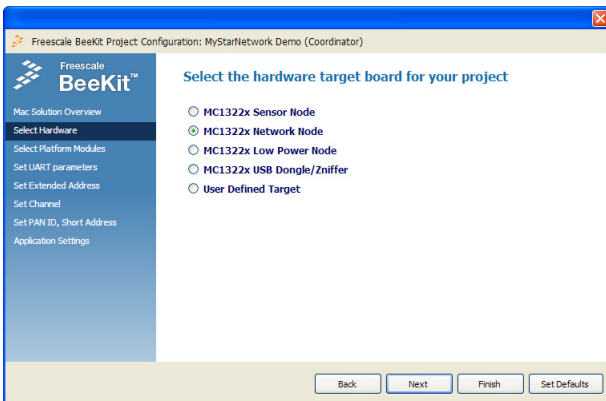 Freescale BeeKit Project Configuration: MyStarNetwork Demo (Coordinator)
Freescale
BeeKit™
Mac Solution Overview
Select Hardware
Select Platform Modules
Set UART parameters
Set Extended Address
Set Channel
Set PAN ID, Short Address
Application Settings
Select the hardware target board for your project
MC1322x Sensor Node
MC1322x Network Node
MC1322x Low Power Node
MC1322x USB Dongle/Zniffer
User Defined Target
Back
Next
Finish
Set Defaults